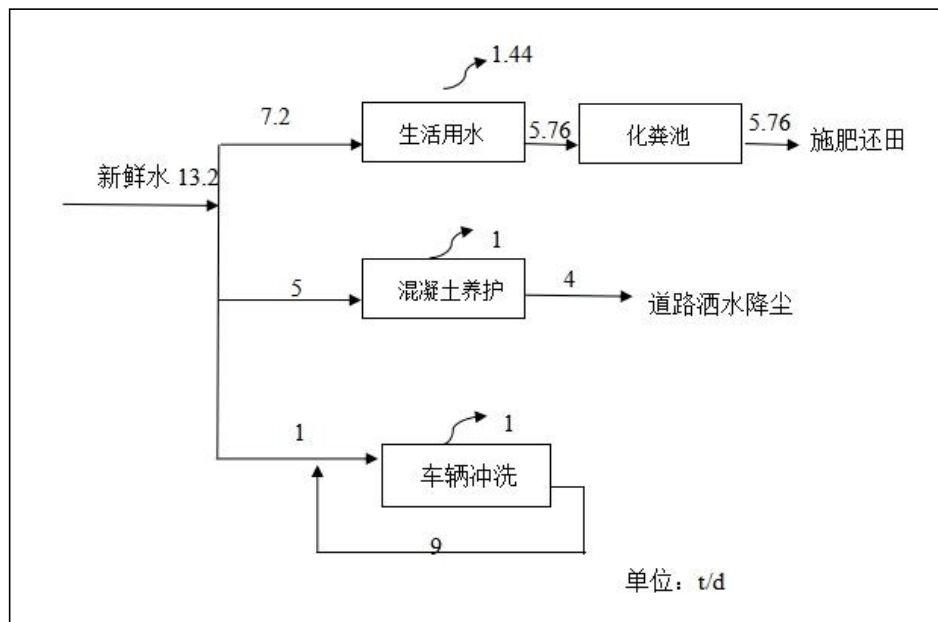 1.44
7.2
生活用水
5.76
化粪池
5.76
施肥还田
新鲜水 13.2
1
5
混凝土养护
4
道路洒水降尘
1
1
车辆冲洗
9
单位：t/d